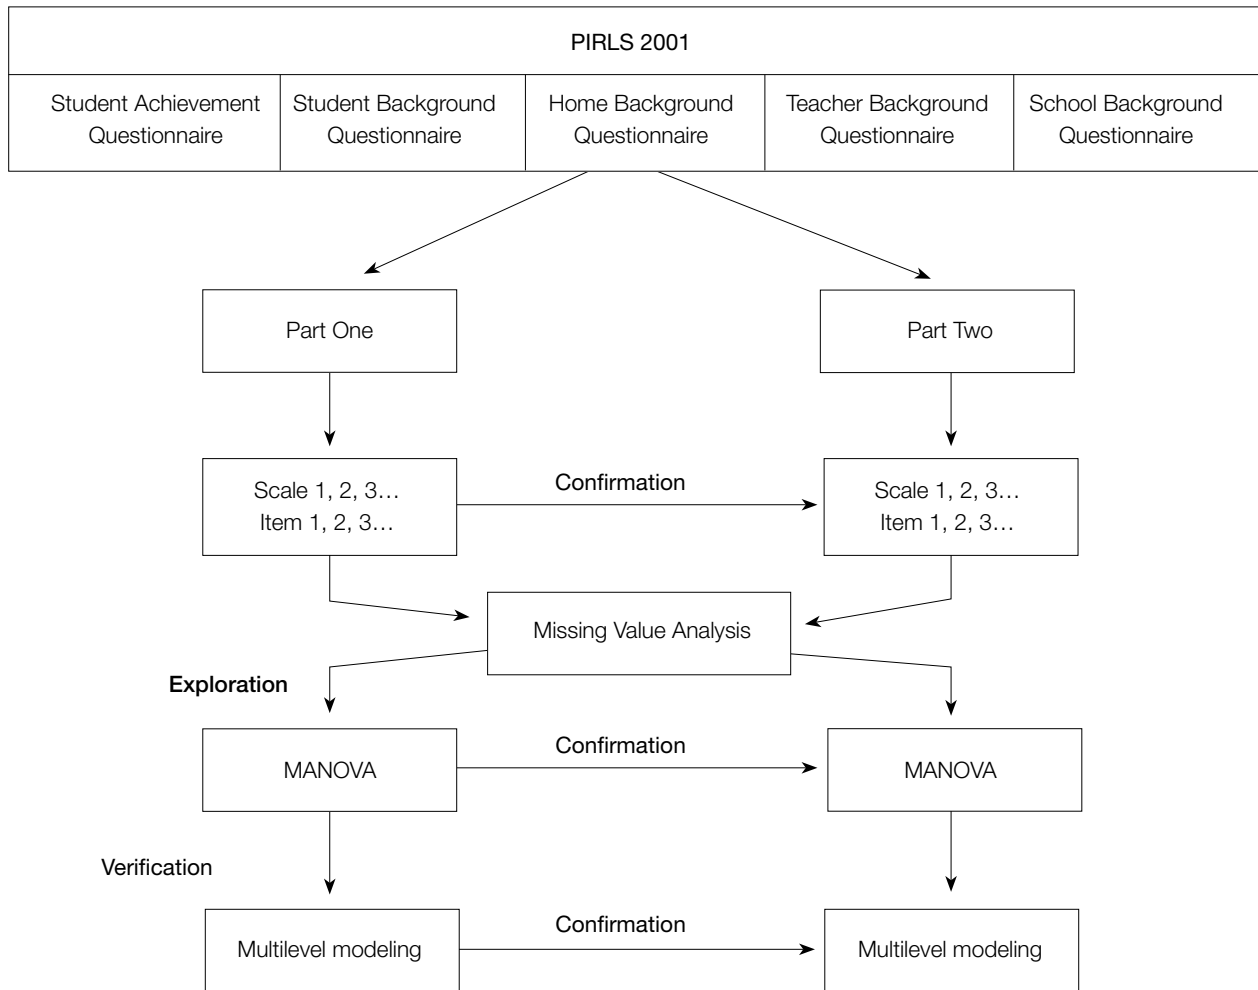 PIRLS 2001
Student Achievement
Questionnaire
Student Background
Questionnaire
Home Background
Questionnaire
Teacher Background
Questionnaire
School Background
Questionnaire
Part One
Part Two
Scale 1, 2, 3…
Item 1, 2, 3…
Confirmation
Scale 1, 2, 3…
Item 1, 2, 3…
Missing Value Analysis
Exploration
MANOVA
Confirmation
MANOVA
Verification
Multilevel modeling
Confirmation
Multilevel modeling